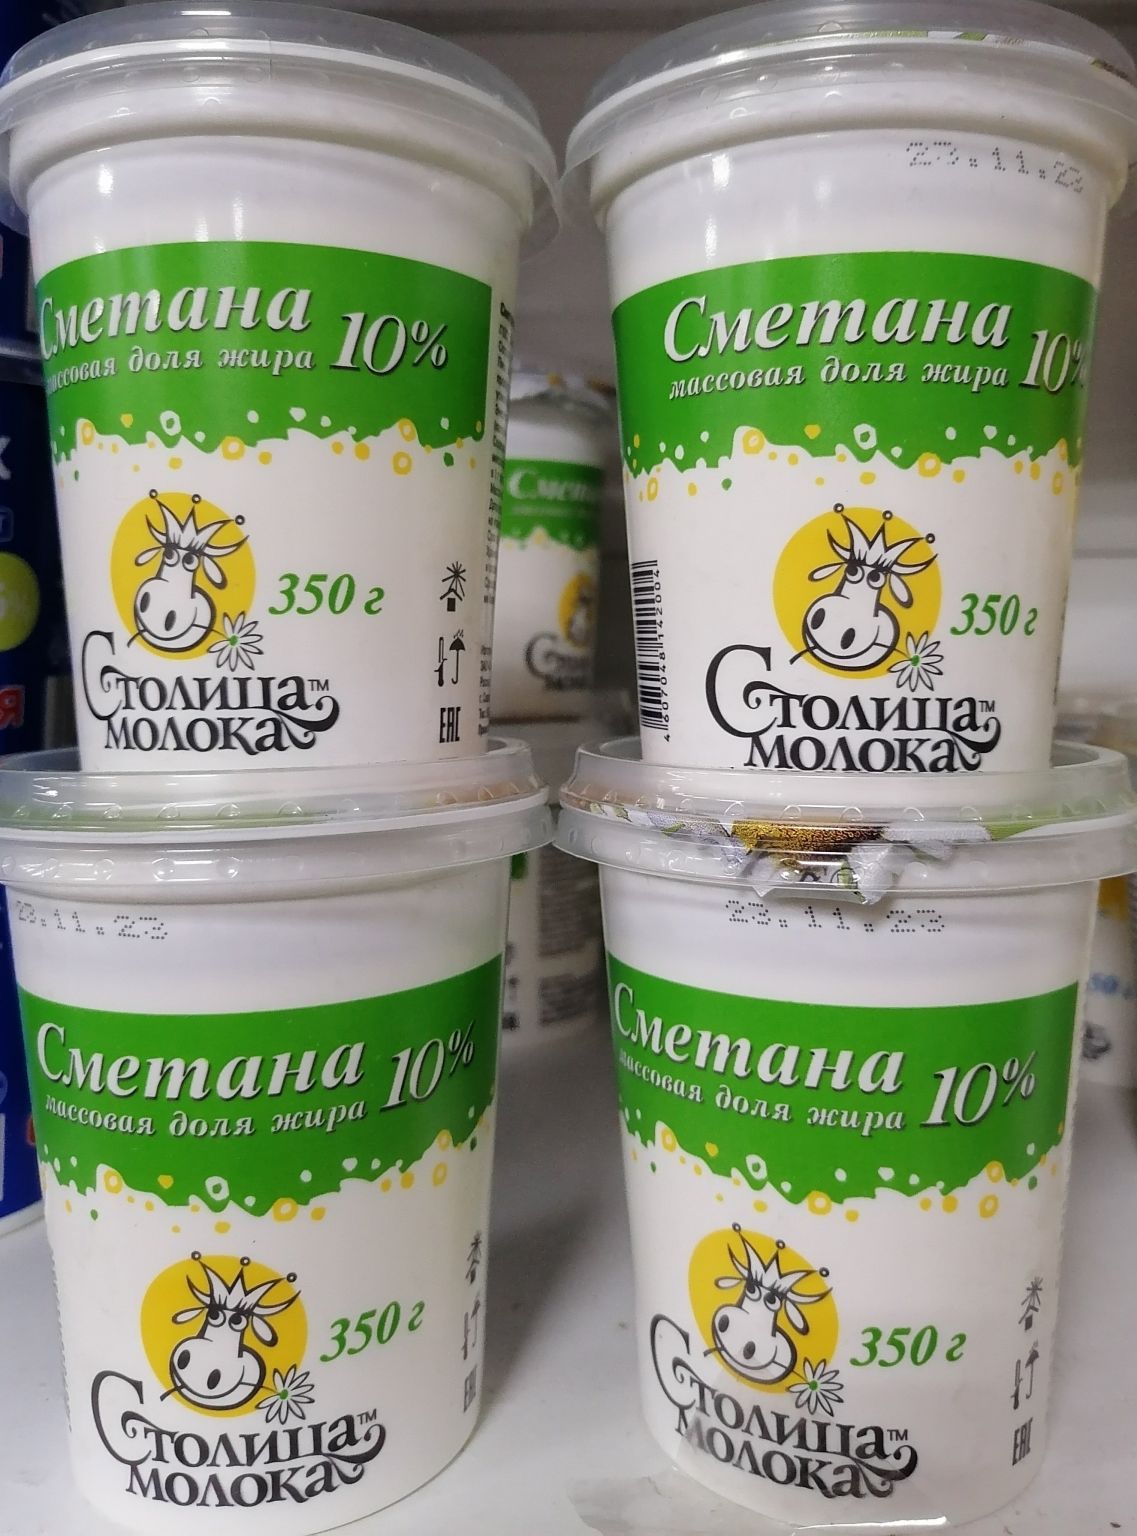 Сметана
массовая доля жира 10%
350 г
Столица™
молока
EAC
23.11.23
Сметана
массовая доля жира 10%
350 г
4607048142004
Столица™
молока
23.11.23
Сметана
массовая доля жира 10%
350 г
Столица™
молока
EAC
23.11.23
Сметана
массовая доля жира 10%
350 г
Столица™
молока
EAC